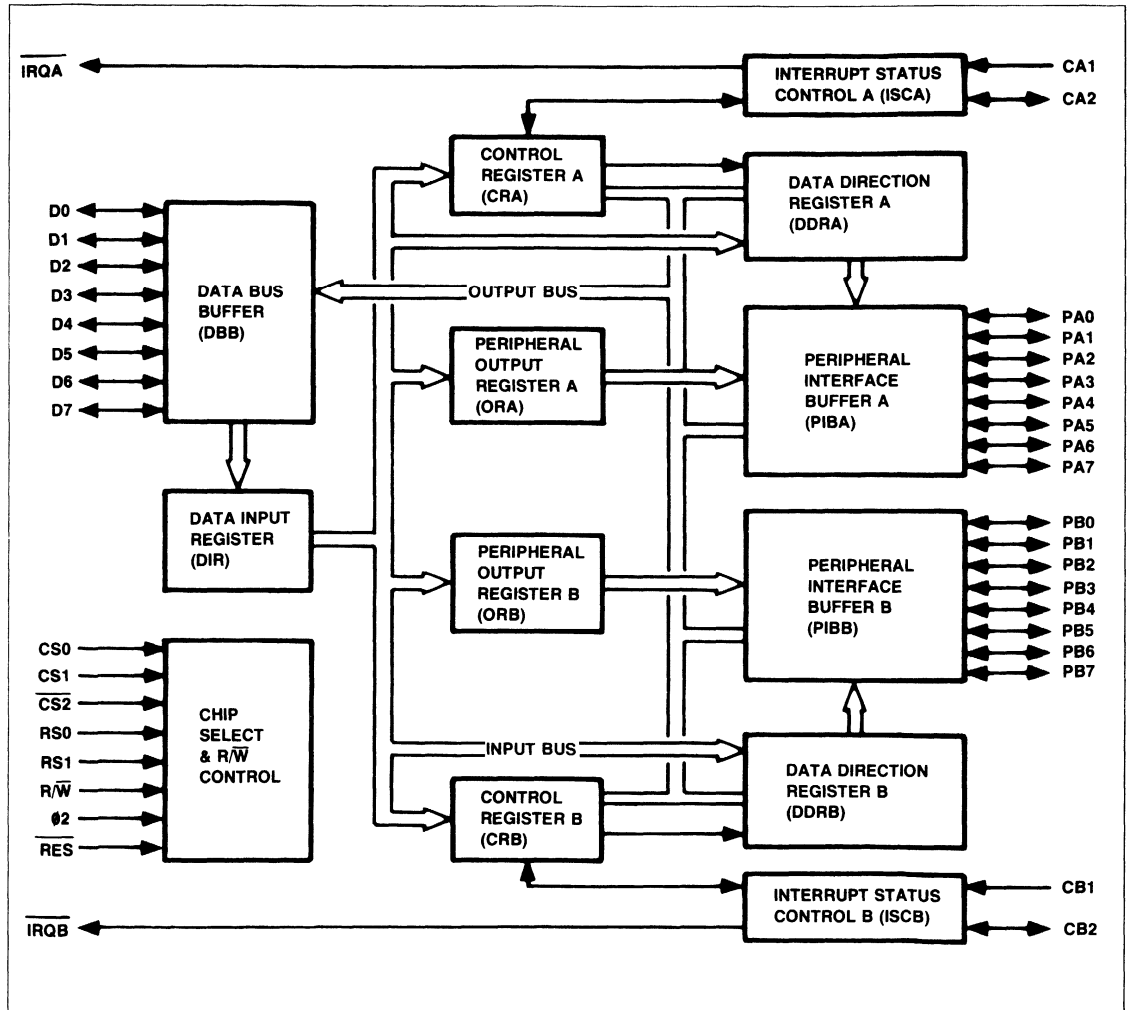 IRQA
INTERRUPT STATUS
CONTROL A (ISCA)
CA1
CA2
CONTROL
REGISTER A
(CRA)
DATA DIRECTION
REGISTER A
(DDRA)
D0
D1
D2
D3
D4
D5
D6
D7
DATA BUS
BUFFER
(DBB)
OUTPUT BUS
PERIPHERAL
OUTPUT
REGISTER A
(ORA)
PERIPHERAL
INTERFACE
BUFFER A
(PIBA)
PA0
PA1
PA2
PA3
PA4
PA5
PA6
PA7
DATA INPUT
REGISTER
(DIR)
PERIPHERAL
OUTPUT
REGISTER B
(ORB)
PERIPHERAL
INTERFACE
BUFFER B
(PIBB)
PB0
PB1
PB2
PB3
PB4
PB5
PB6
PB7
CS0
CS1
CS2
RS0
RS1
R/W
ø2
RES
CHIP
SELECT
& R/W
CONTROL
INPUT BUS
CONTROL
REGISTER B
(CRB)
DATA DIRECTION
REGISTER B
(DDRB)
INTERRUPT STATUS
CONTROL B (ISCB)
CB1
CB2
IRQB